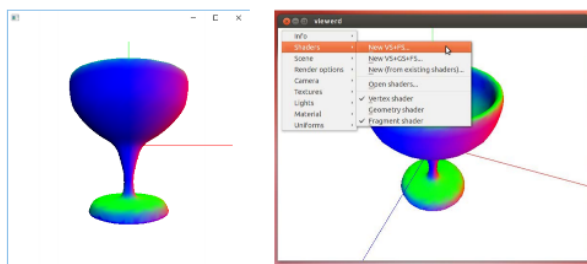 viewerd
Info
Shaders
Scene
Render options
Camera
Textures
Lights
Material
Uniforms
New VS+FS...
New VS+GS+FS...
New (from existing shaders)...
Open shaders...
Vertex shader
Geometry shader
Fragment shader